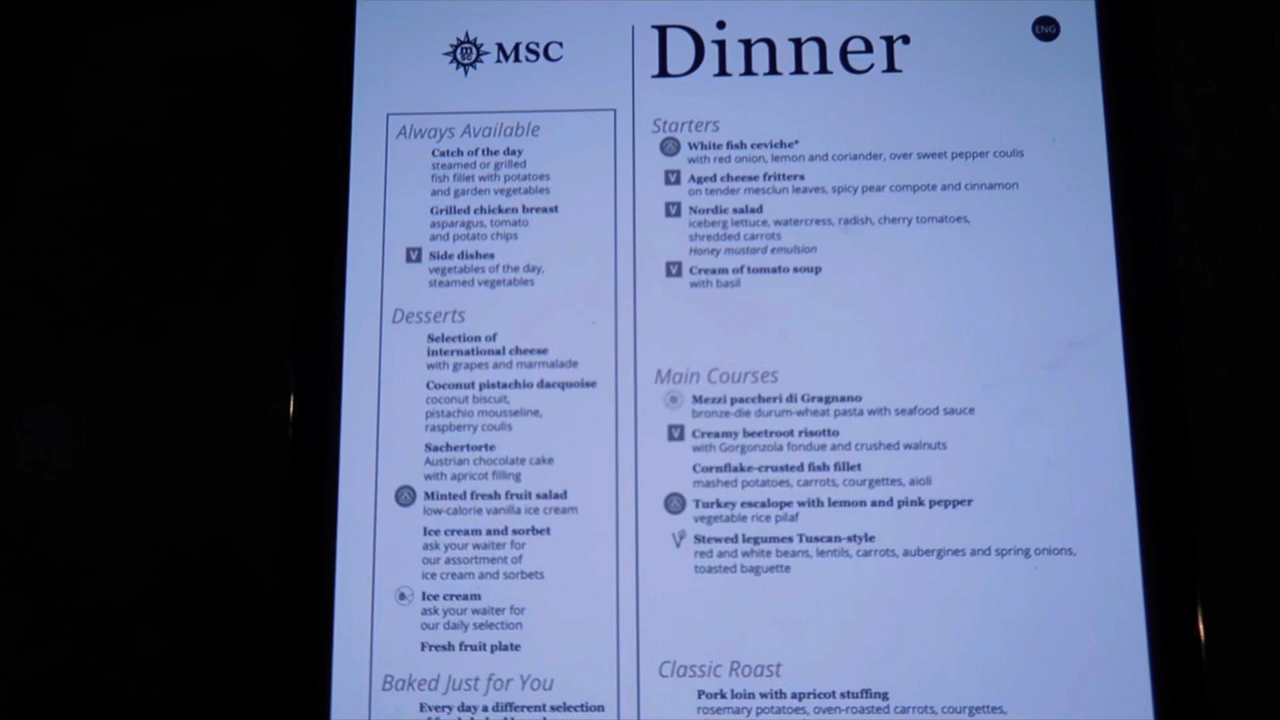 MSC
Always Available
Catch of the day
steamed or grilled
fish fillet with potatoes
and garden vegetables
Grilled chicken breast
asparagus, tomato
and potato chips
V Side dishes
vegetables of the day,
steamed vegetables
Desserts
Selection of
international cheese
with grapes and marmalade
Coconut pistachio dacquoise
coconut biscuit,
pistachio mousseline,
raspberry coulis
Sachertorte
Austrian chocolate cake
with apricot filling
Minted fresh fruit salad
low-calorie vanilla ice cream
Ice cream and sorbet
ask your waiter for
our assortment of
ice cream and sorbets
Ice cream
ask your waiter for
our daily selection
Fresh fruit plate
Baked Just for You
Every day a different selection
Dinner
ENG
Starters
White fish ceviche*
with red onion, lemon and coriander, over sweet pepper coulis
V Aged cheese fritters
on tender mesclun leaves, spicy pear compote and cinnamon
V Nordic salad
iceberg lettuce, watercress, radish, cherry tomatoes,
shredded carrots
Honey mustard emulsion
V Cream of tomato soup
with basil
Main Courses
Mezzi paccheri di Gragnano
bronze-die durum-wheat pasta with seafood sauce
V Creamy beetroot risotto
with Gorgonzola fondue and crushed walnuts
Cornflake-crusted fish fillet
mashed potatoes, carrots, courgettes, aioli
Turkey escalope with lemon and pink pepper
vegetable rice pilaf
Stewed legumes Tuscan-style
red and white beans, lentils, carrots, aubergines and spring onions,
toasted baguette
Classic Roast
Pork loin with apricot stuffing
rosemary potatoes, oven-roasted carrots, courgettes,